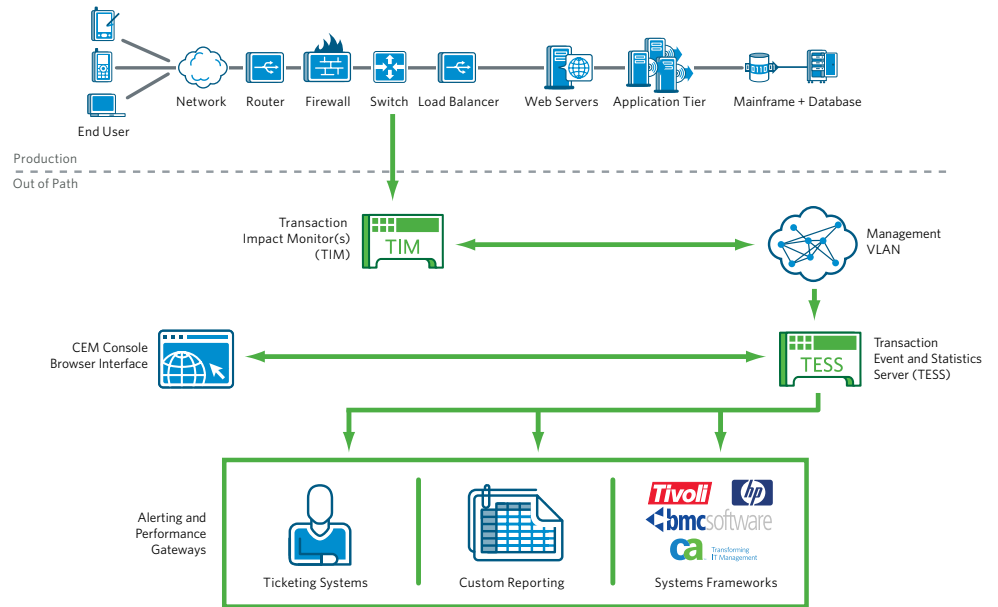 Network
Router
Firewall
Switch
Load Balancer
Web Servers
Application Tier
Mainframe + Database
End User
Production
Out of Path
Transaction
Impact Monitor(s)
(TIM)
TIM
Management
VLAN
CEM Console
Browser Interface
TESS
Transaction
Event and Statistics
Server (TESS)
Alerting and
Performance
Gateways
Ticketing Systems
Custom Reporting
Tivoli
hp
bmcsoftware
ca
Transforming
IT Management
Systems Frameworks